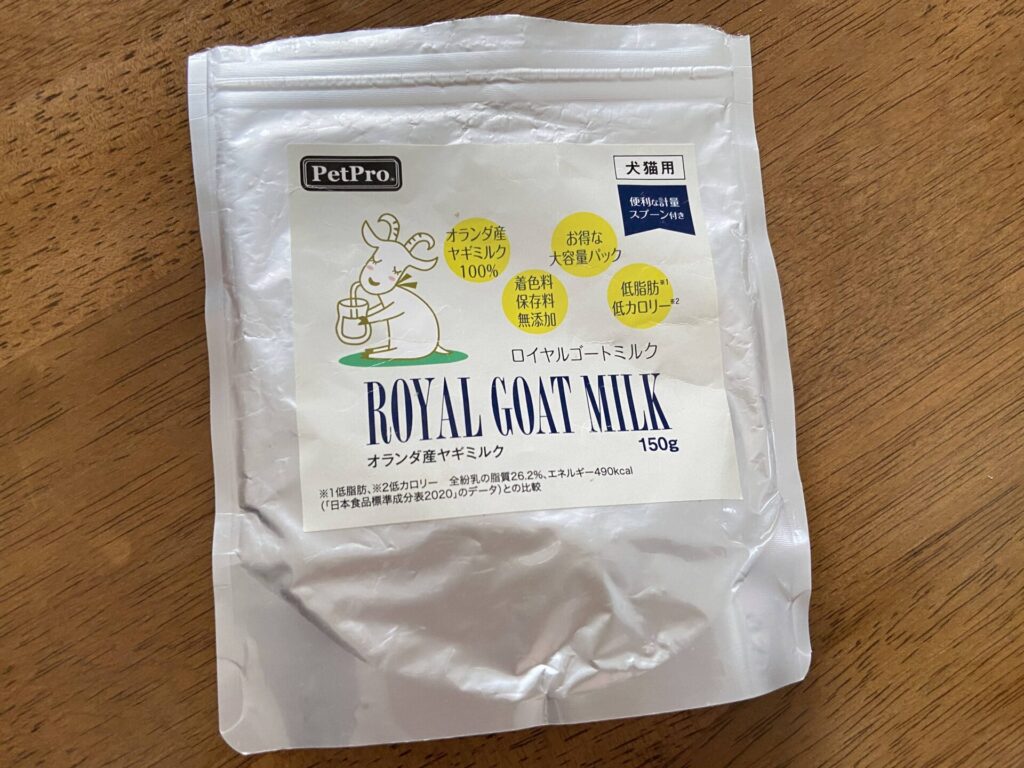 PetPro®
犬猫用
便利な計量
スプーン付き
オランダ産
ヤギミルク
100%
お得な
大容量パック
着色料
保存料
無添加
低脂肪※1
低カロリー※2
ロイヤルゴートミルク
ROYAL GOAT MILK
オランダ産ヤギミルク
150g
※1低脂肪、※2低カロリー　全粉乳の脂質26.2%、エネルギー490kcal
(「日本食品標準成分表2020」のデータ)との比較